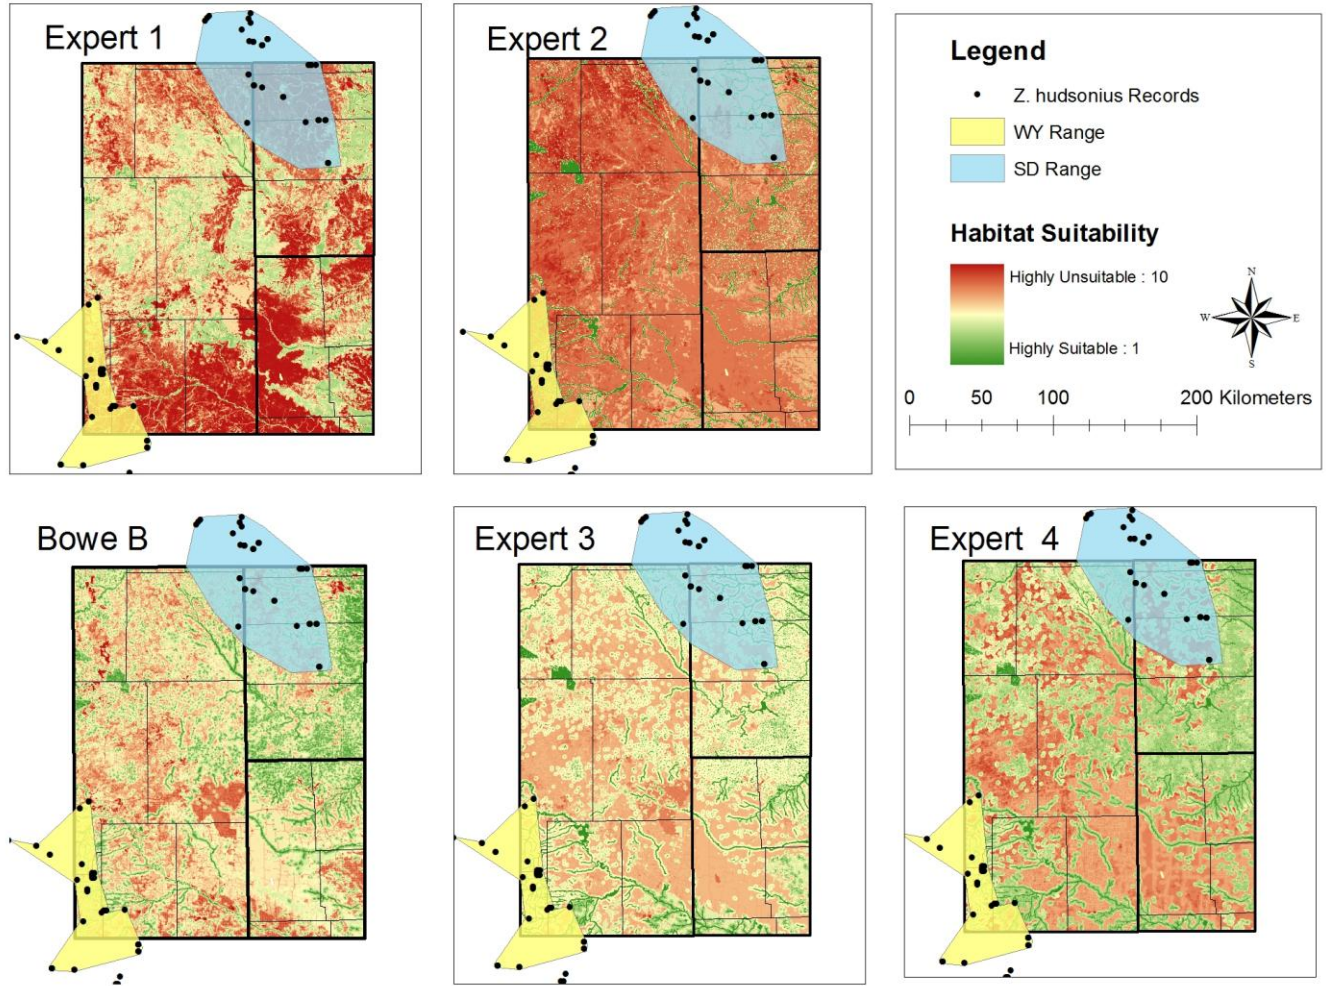 Expert 1
Expert 2
Legend
Z. hudsonius Records
WY Range
SD Range
Habitat Suitability
Highly Unsuitable : 10
Highly Suitable : 1
N
W E
S
0 50 100 200 Kilometers
Bowe B
Expert 3
Expert 4